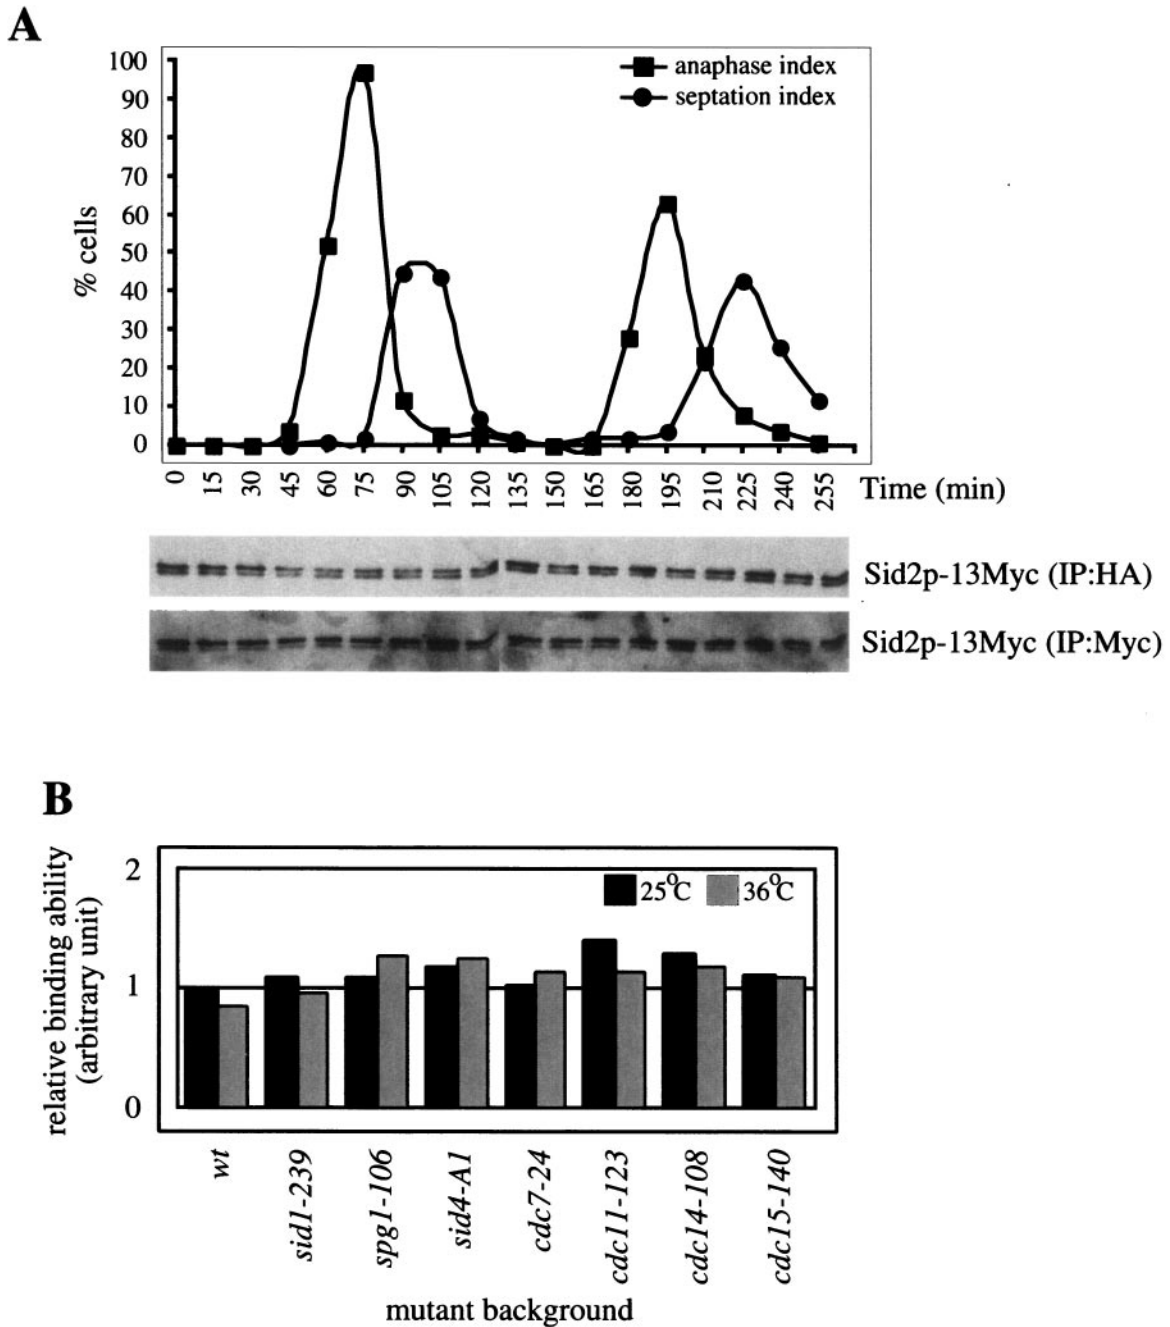 A
100
90
80
70
60
50
40
30
20
10
0
% cells
anaphase index
septation index
0 15 30 45 60 75 90 105 120 135 150 165 180 195 210 225 240 255 Time (min)
Sid2p-13Myc (IP:HA)
Sid2p-13Myc (IP:Myc)
B
2
1
0
relative binding ability
(arbitrary unit)
25°C 36°C
wt sid1-239 spg1-106 sid4-A1 cdc7-24 cdc11-123 cdc14-108 cdc15-140
mutant background